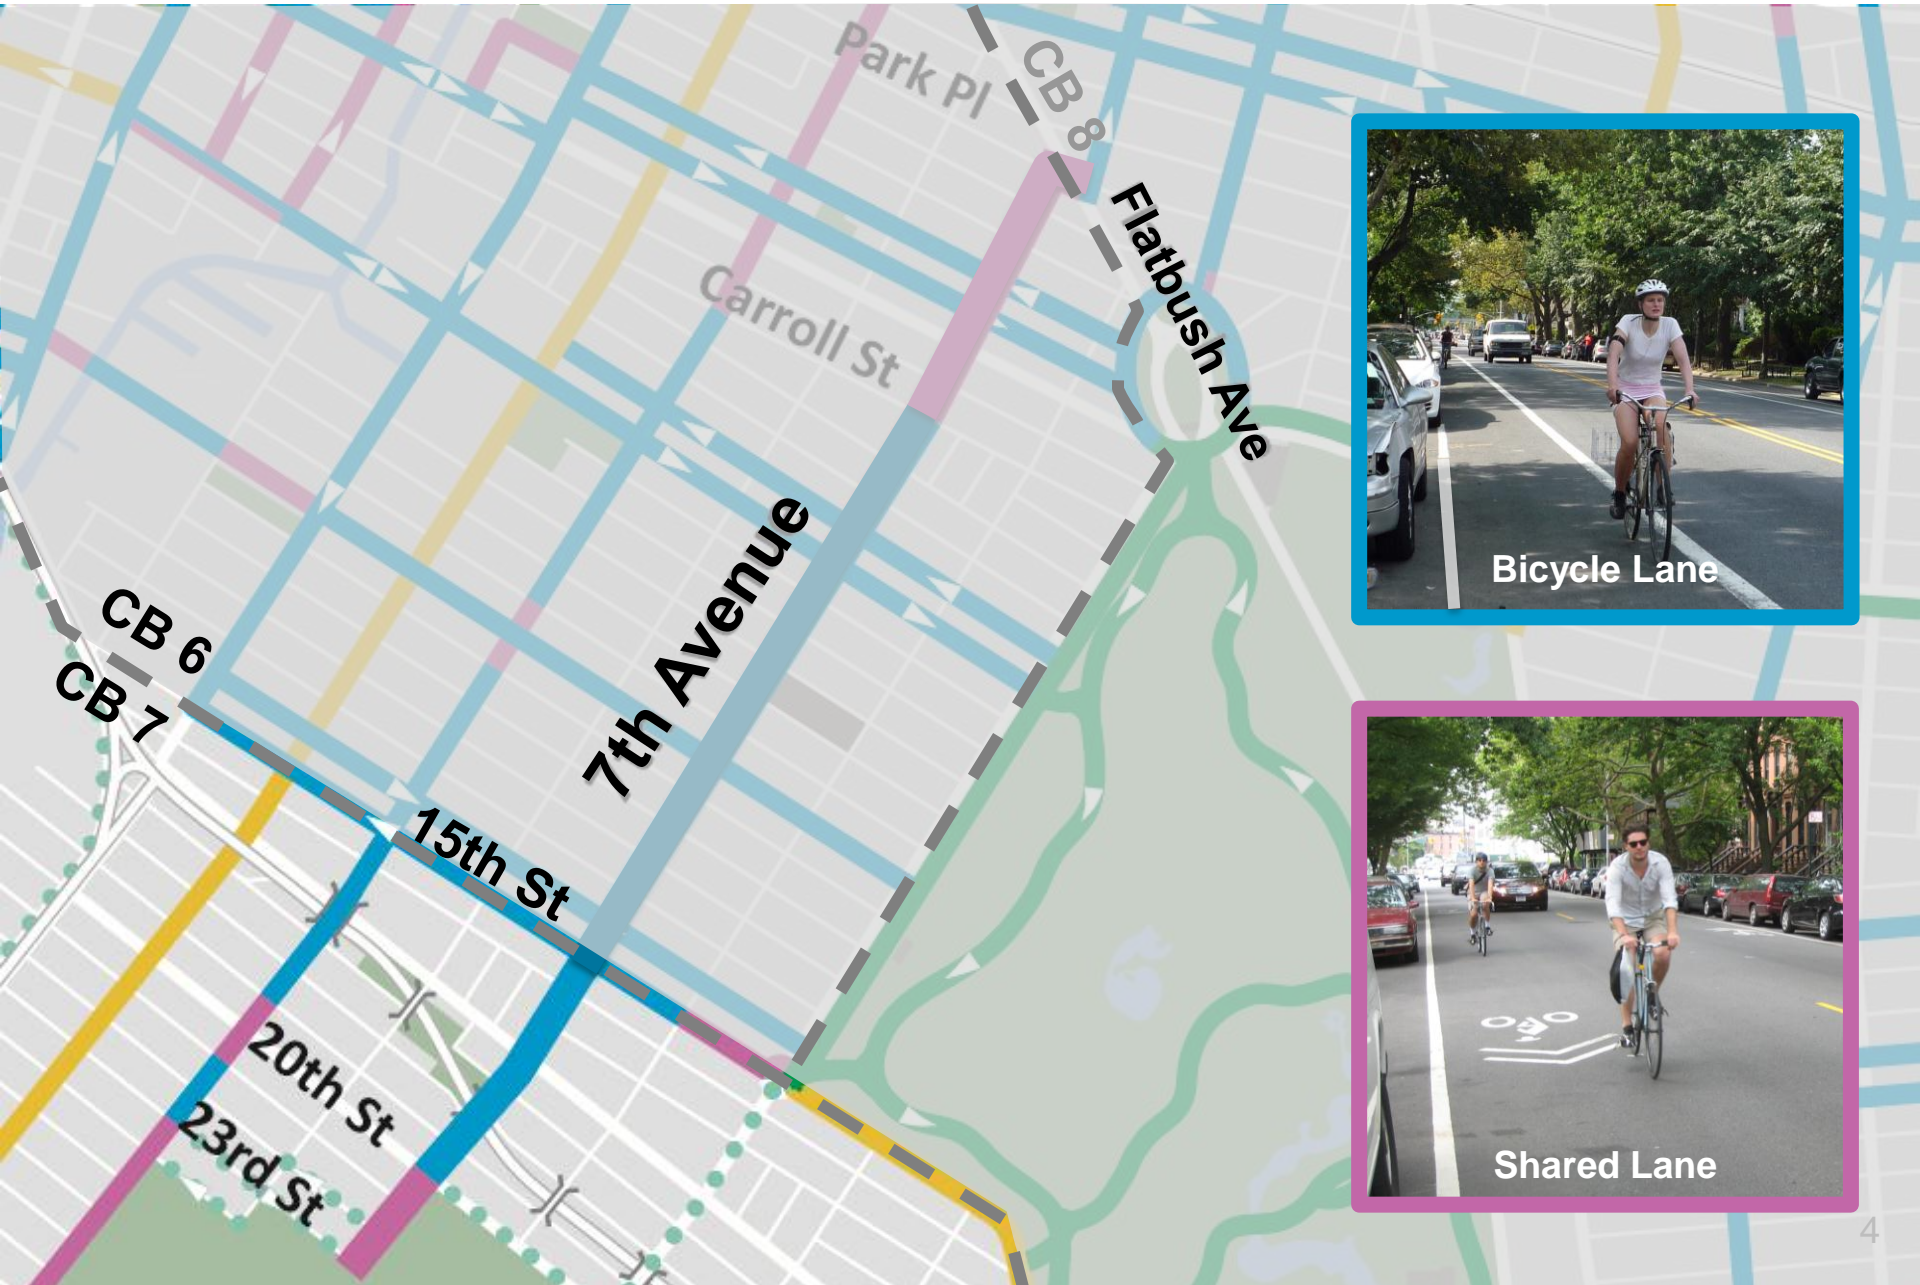 Park Pl
CB 8
Flatbush Ave
Carroll St
7th Avenue
CB 6
CB 7
15th St
20th St
23rd St
Bicycle Lane
Shared Lane
4